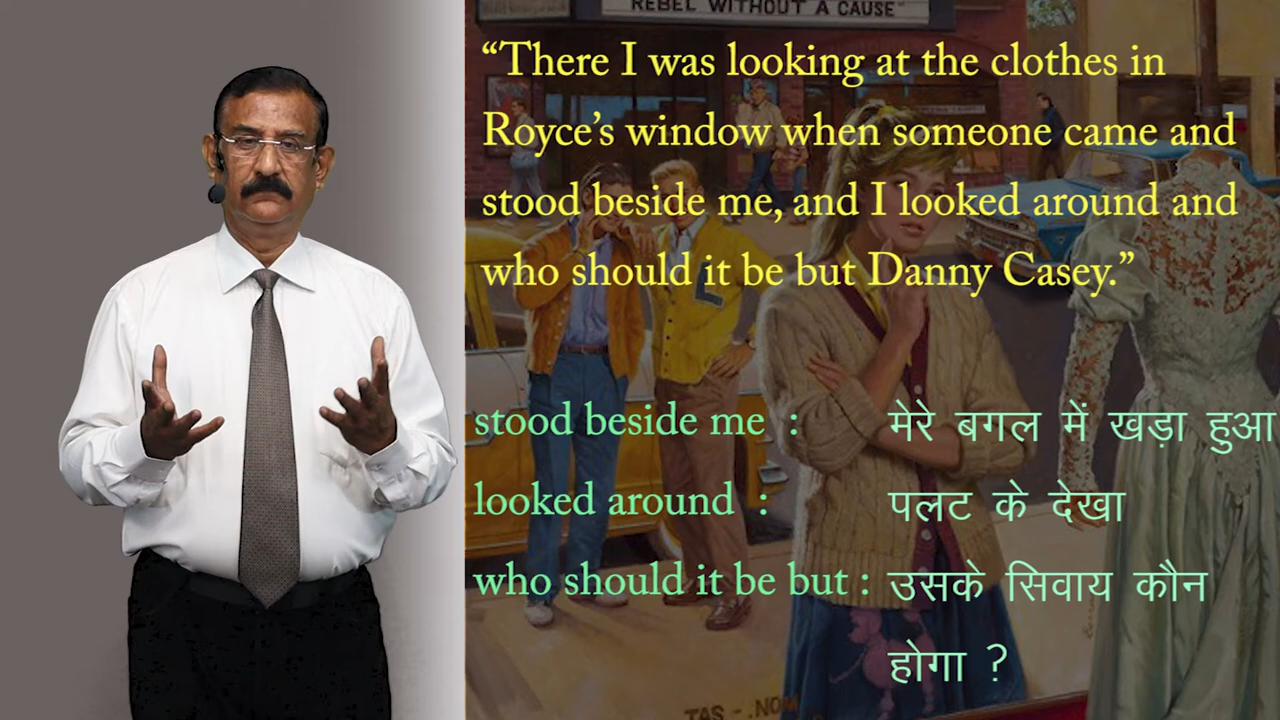 REBEL WITHOUT A CAUSE"
“There I was looking at the clothes in
Royce’s window when someone came and
stood beside me, and I looked around and
who should it be but Danny Casey.”
stood beside me : मेरे बगल में खड़ा हुआ
looked around : पलट के देखा
who should it be but : उसके सिवाय कौन
होगा ?